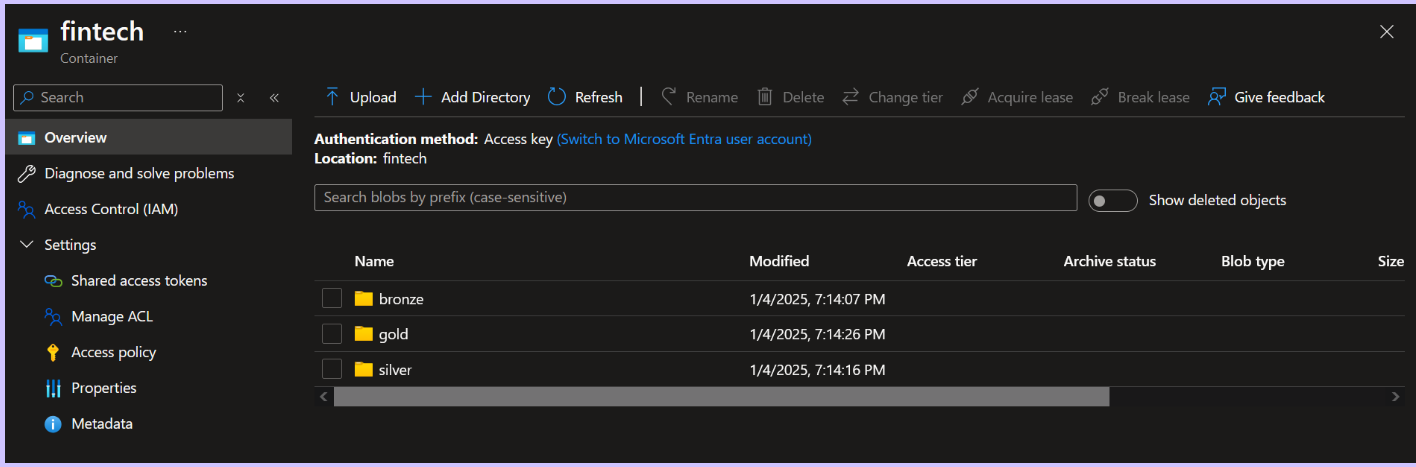 fintech ...
Container
Search
Overview
Diagnose and solve problems
Access Control (IAM)
Settings
Shared access tokens
Manage ACL
Access policy
Properties
Metadata
Upload Add Directory Refresh Rename Delete Change tier Acquire lease Break lease Give feedback
Authentication method: Access key (Switch to Microsoft Entra user account)
Location: fintech
Search blobs by prefix (case-sensitive) Show deleted objects
Name Modified Access tier Archive status Blob type Size
bronze 1/4/2025, 7:14:07 PM
gold 1/4/2025, 7:14:26 PM
silver 1/4/2025, 7:14:16 PM